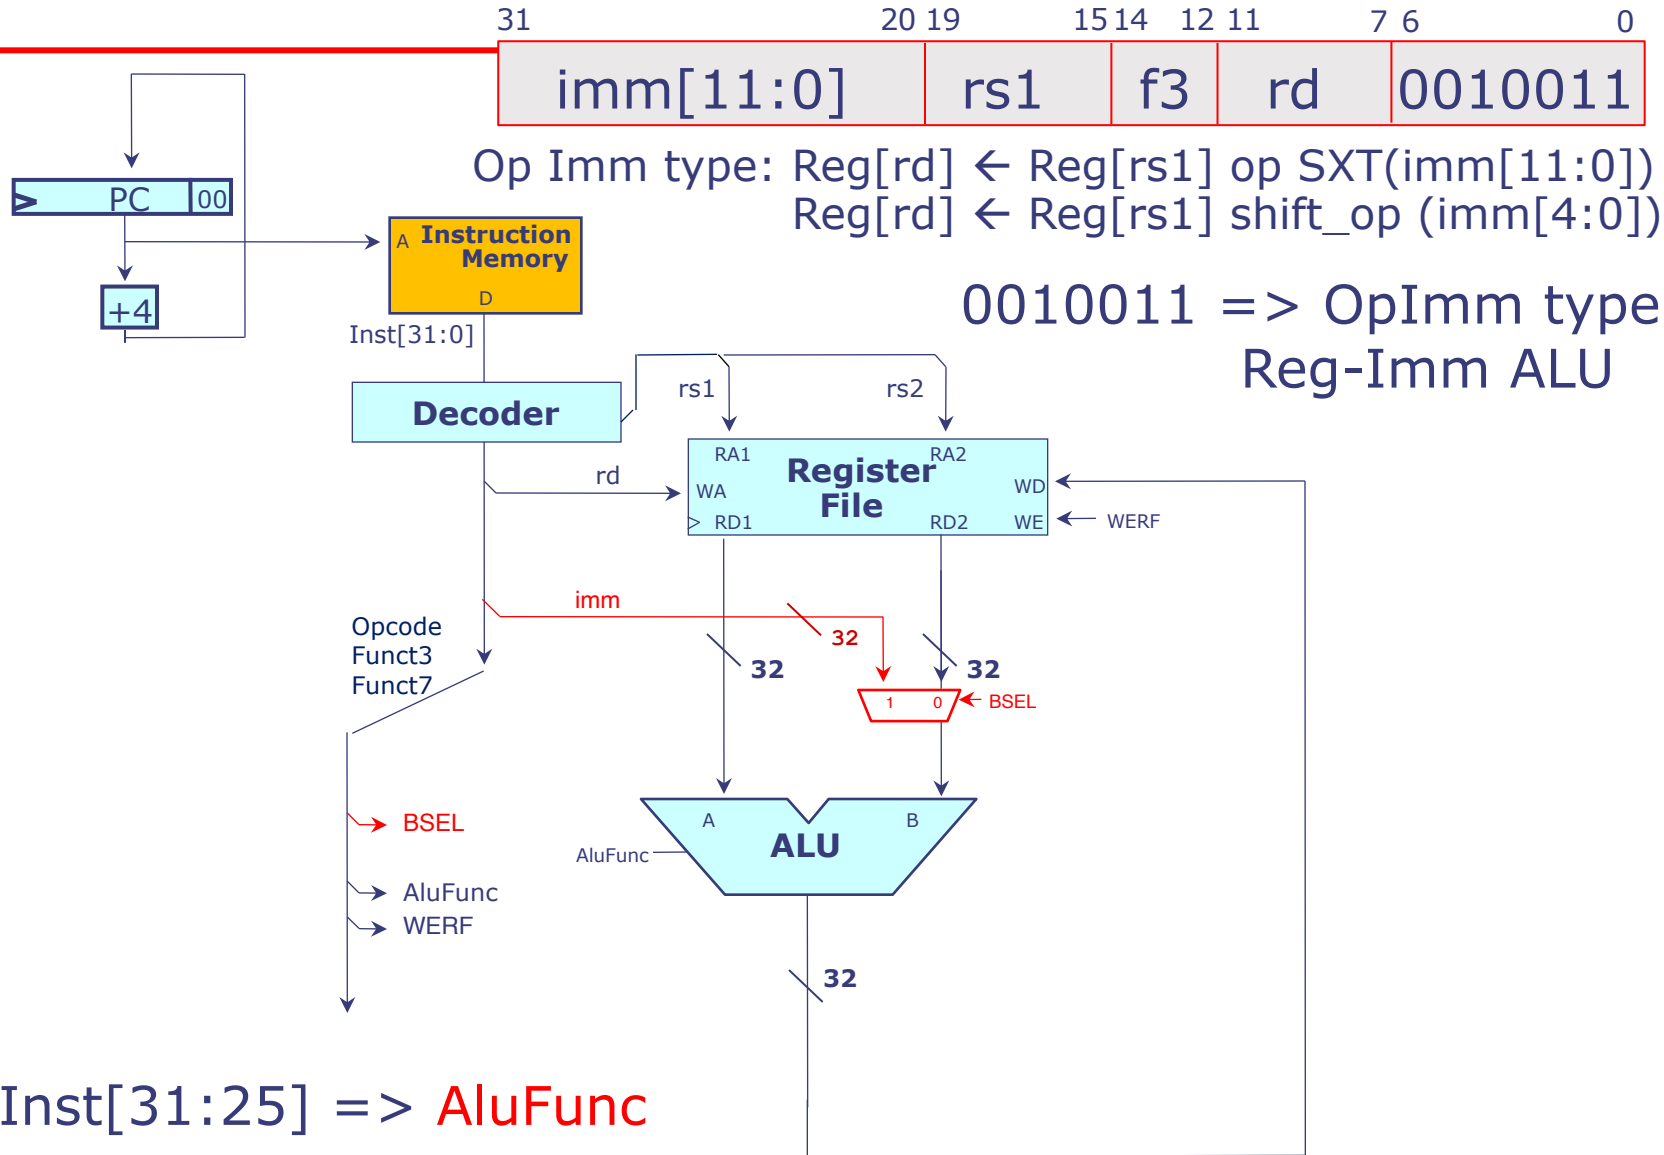 31 20 19 15 14 12 11 7 6 0
imm[11:0] rs1 f3 rd 0010011
Op Imm type: Reg[rd] ← Reg[rs1] op SXT(imm[11:0])
Reg[rd] ← Reg[rs1] shift_op (imm[4:0])
PC 00
+4
A Instruction
Memory
D
Inst[31:0]
0010011 => OpImm type
Reg-Imm ALU
Decoder
rs1 rs2
rd
RA1 RA2
Register
File
WA WD
RD1 RD2 WE
WERF
imm
32
32
32
Opcode
Funct3
Funct7
1 0
BSEL
A B
ALU
AluFunc
BSEL
AluFunc
WERF
32
Inst[31:25] => AluFunc